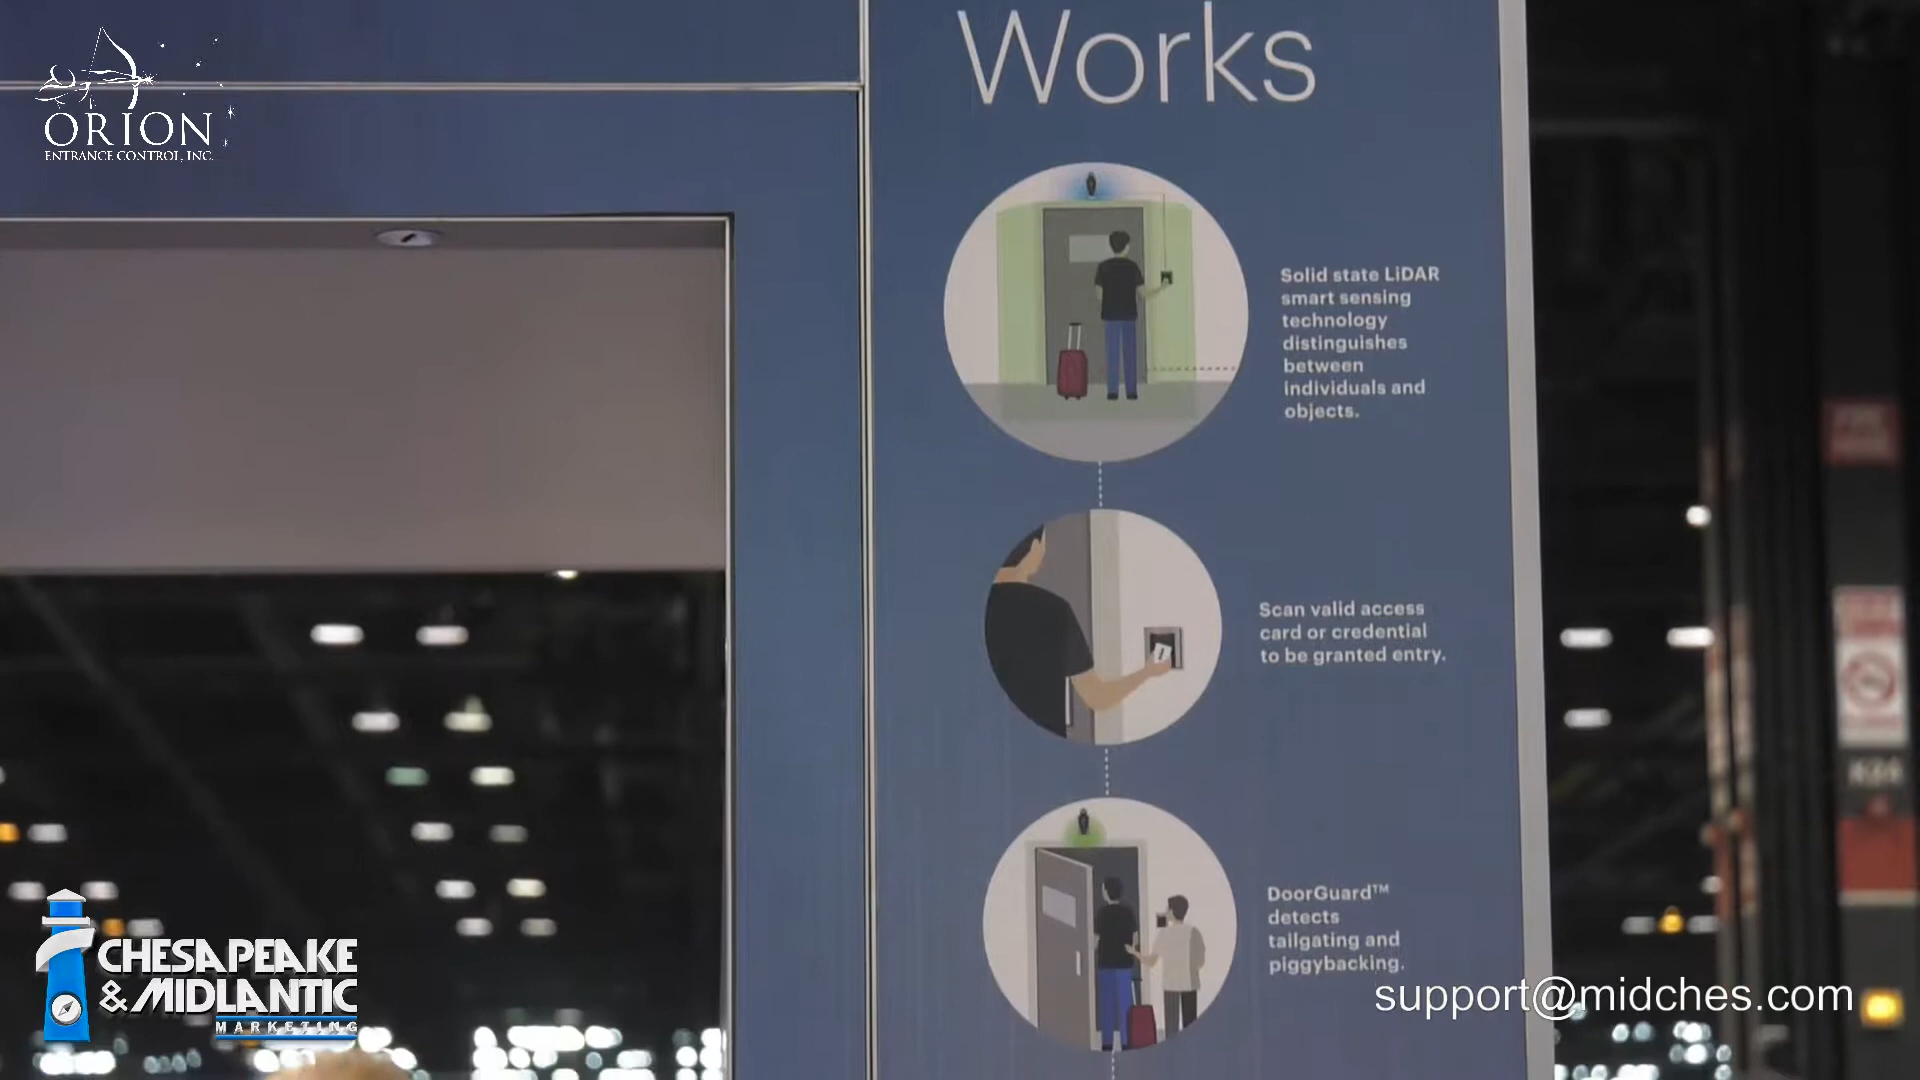 ORION
ENTRANCE CONTROL, INC.
Works
Solid state LiDAR
smart sensing
technology
distinguishes
between
individuals and
objects.
Scan valid access
card or credential
to be granted entry.
DoorGuard™
detects
tailgating and
piggybacking.
CHESAPEAKE
& MIDLANTIC
MARKETING
support@midches.com